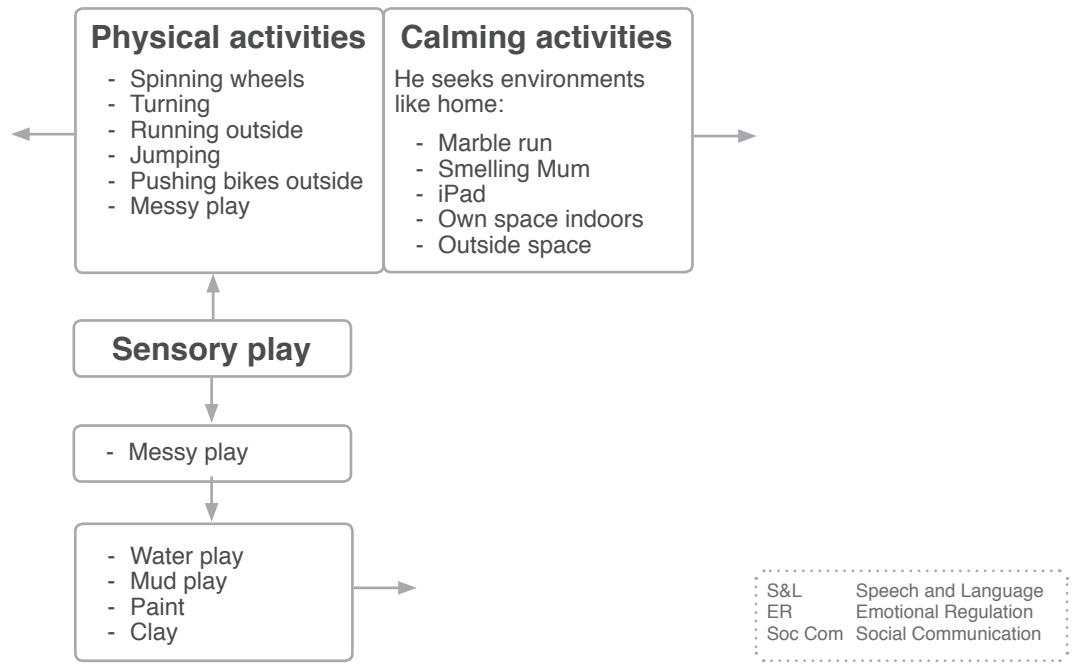 Physical activities
- Spinning wheels
- Turning
- Running outside
- Jumping
- Pushing bikes outside
- Messy play
Calming activities
He seeks environments
like home:
- Marble run
- Smelling Mum
- iPad
- Own space indoors
- Outside space
Sensory play
- Messy play
- Water play
- Mud play
- Paint
- Clay
S&L Speech and Language
ER Emotional Regulation
Soc Com Social Communication